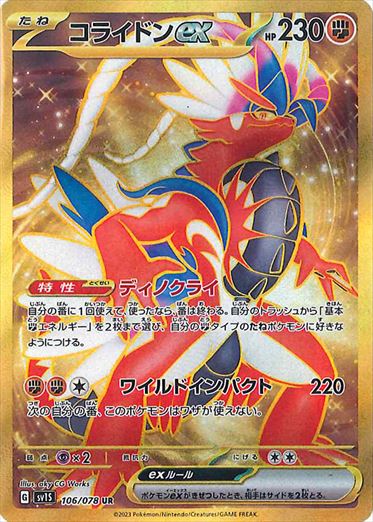 たね コライドンex HP 230
特性 とくせい ディノクライ
自分の番に1回使えて、使ったなら、番は終わる。自分のトラッシュから「基本
エネルギー」を2枚まで選び、自分のタイプのたねポケモンに好きな
ようにつける。
ワイルドインパクト 220
次の自分の番、このポケモンはワザが使えない。
弱点 ×2 抵抗力 にげる
exルール
ポケモンexがきぜつしたとき、相手はサイドを2枚とる。
Illus. aky CG Works
G sv1S 106/078 UR
©2023 Pokémon/Nintendo/Creatures/GAME FREAK.